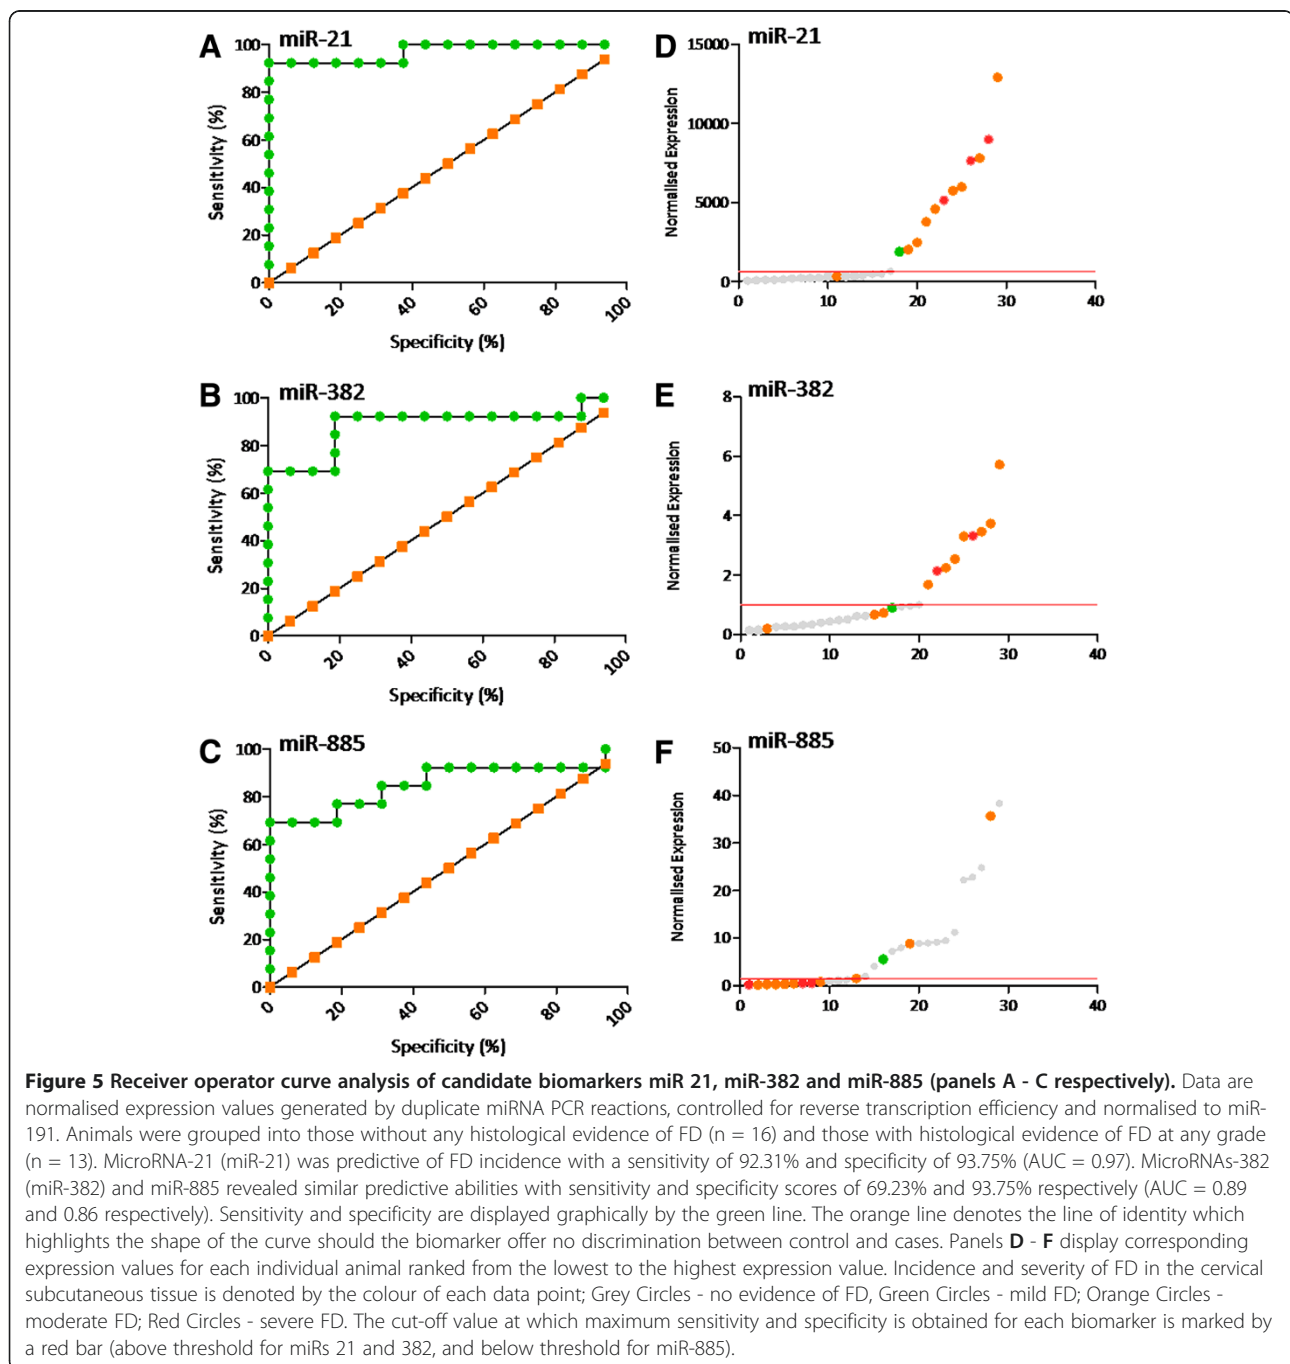 A miR-21
100
80
60
40
20
0
Sensitivity (%)
0 20 40 60 80 100
Specificity (%)
D miR-21
15000
10000
5000
0
Normalised Expression
0 10 20 30 40
B miR-382
100
80
60
40
20
0
Sensitivity (%)
0 20 40 60 80 100
Specificity (%)
E miR-382
8
6
4
2
0
Normalised Expression
0 10 20 30 40
C miR-885
100
80
60
40
20
0
Sensitivity (%)
0 20 40 60 80 100
Specificity (%)
F miR-885
50
40
30
20
10
0
Normalised Expression
0 10 20 30 40
Figure 5 Receiver operator curve analysis of candidate biomarkers miR 21, miR-382 and miR-885 (panels A - C respectively). Data are
normalised expression values generated by duplicate miRNA PCR reactions, controlled for reverse transcription efficiency and normalised to miR-
191. Animals were grouped into those without any histological evidence of FD (n = 16) and those with histological evidence of FD at any grade
(n = 13). MicroRNA-21 (miR-21) was predictive of FD incidence with a sensitivity of 92.31% and specificity of 93.75% (AUC = 0.97). MicroRNAs-382
(miR-382) and miR-885 revealed similar predictive abilities with sensitivity and specificity scores of 69.23% and 93.75% respectively (AUC = 0.89
and 0.86 respectively). Sensitivity and specificity are displayed graphically by the green line. The orange line denotes the line of identity which
highlights the shape of the curve should the biomarker offer no discrimination between control and cases. Panels D - F display corresponding
expression values for each individual animal ranked from the lowest to the highest expression value. Incidence and severity of FD in the cervical
subcutaneous tissue is denoted by the colour of each data point; Grey Circles - no evidence of FD, Green Circles - mild FD; Orange Circles -
moderate FD; Red Circles - severe FD. The cut-off value at which maximum sensitivity and specificity is obtained for each biomarker is marked by
a red bar (above threshold for miRs 21 and 382, and below threshold for miR-885).